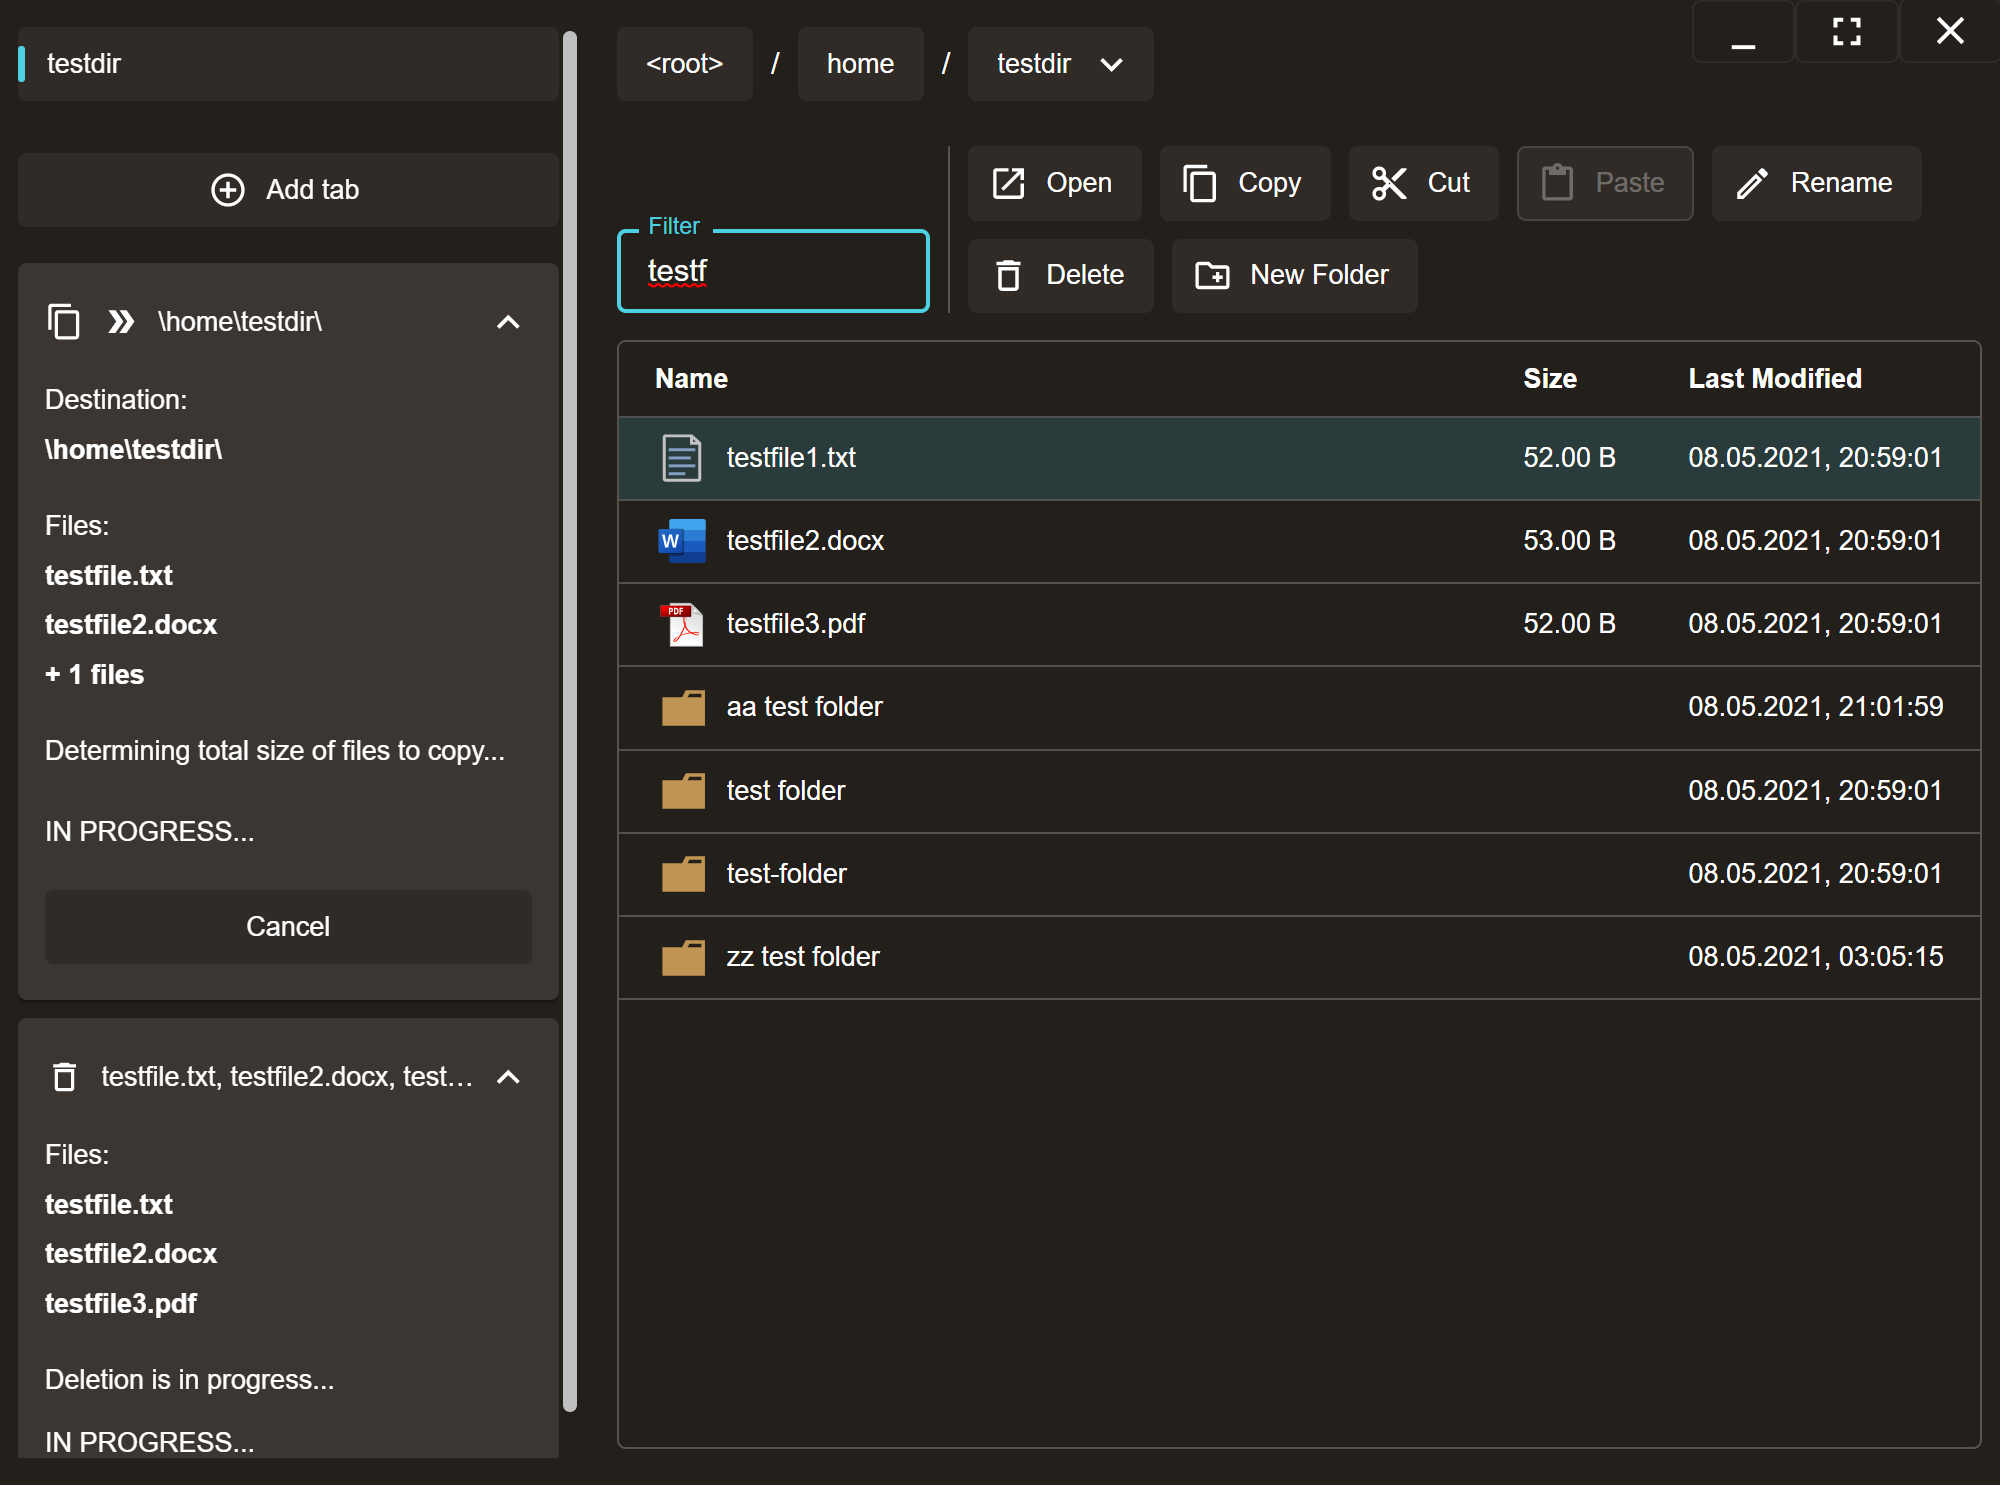 testdir
Add tab
\home\testdir\
Destination:
\home\testdir\
Files:
testfile.txt
testfile2.docx
+ 1 files
Determining total size of files to copy...
IN PROGRESS...
Cancel
testfile.txt, testfile2.docx, test...
Files:
testfile.txt
testfile2.docx
testfile3.pdf
Deletion is in progress...
IN PROGRESS...
<root> / home / testdir
Filter
testf
Open Copy Cut Paste Rename
Delete New Folder
Name Size Last Modified
testfile1.txt 52.00 B 08.05.2021, 20:59:01
W testfile2.docx 53.00 B 08.05.2021, 20:59:01
PDF testfile3.pdf 52.00 B 08.05.2021, 20:59:01
aa test folder 08.05.2021, 21:01:59
test folder 08.05.2021, 20:59:01
test-folder 08.05.2021, 20:59:01
zz test folder 08.05.2021, 03:05:15